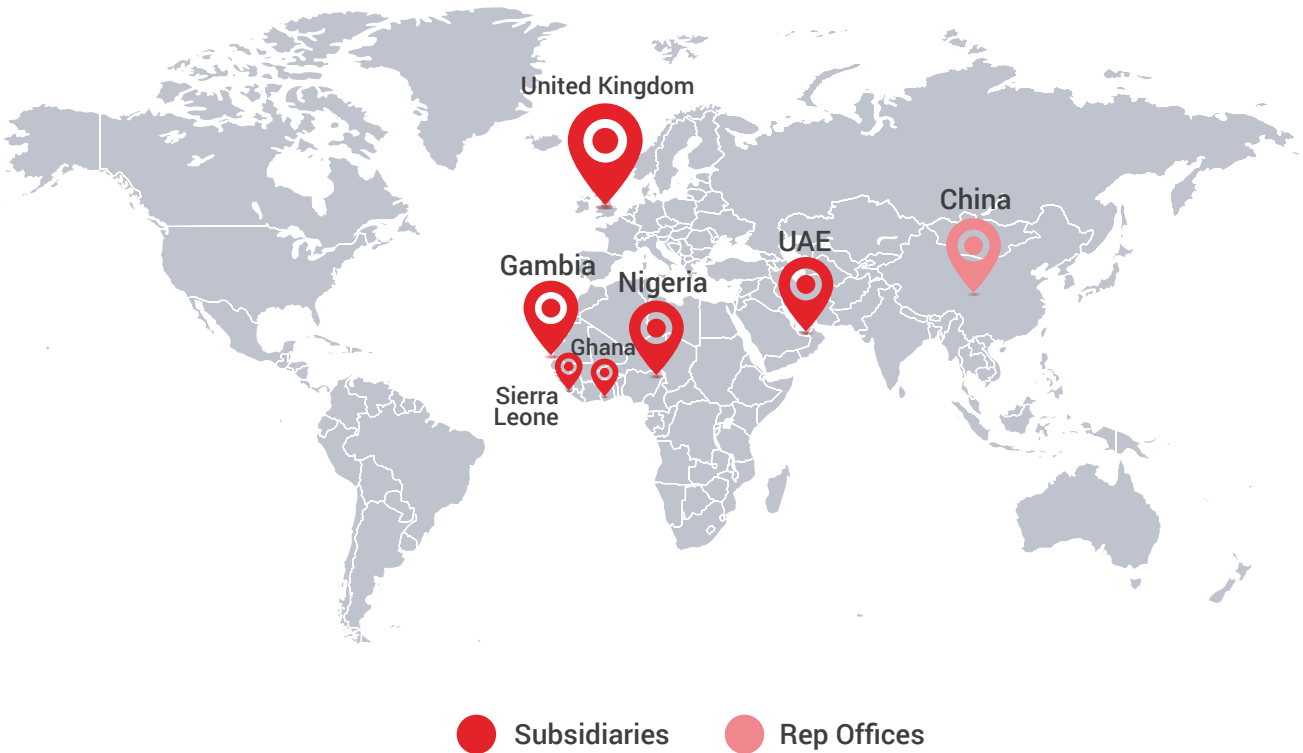 United Kingdom
China
UAE
Gambia
Nigeria
Ghana
Sierra
Leone
Subsidiaries
Rep Offices